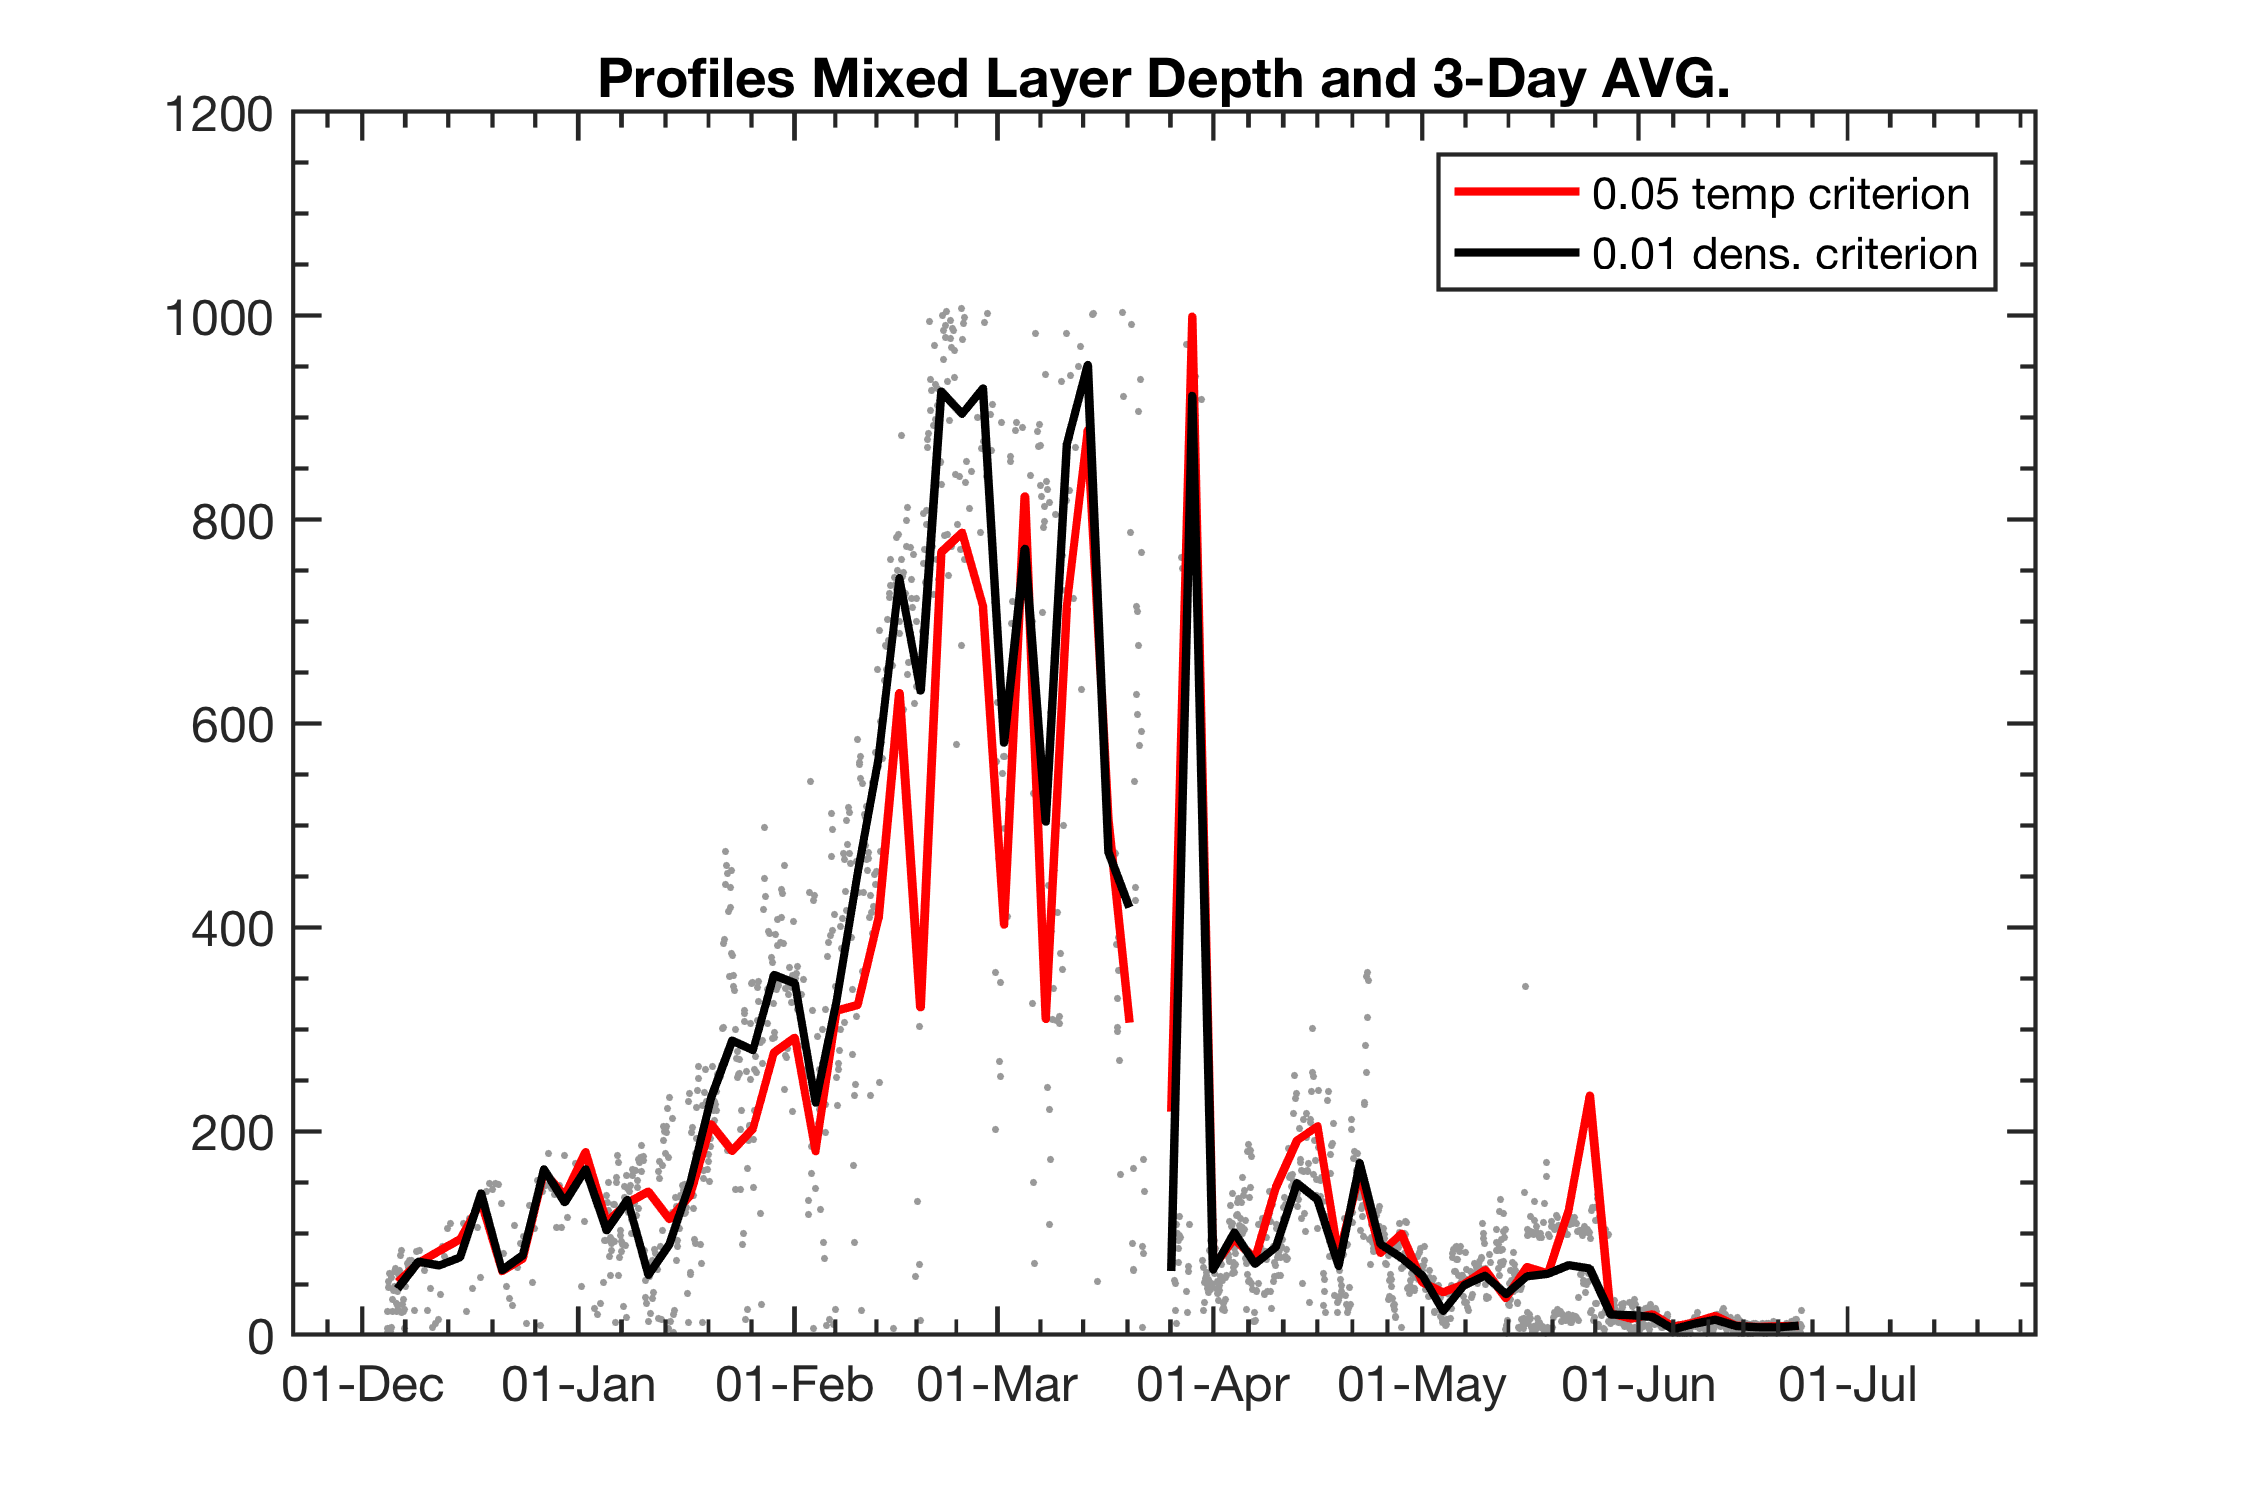 Profiles Mixed Layer Depth and 3-Day AVG.
1200
1000
800
600
400
200
0
0.05 temp criterion
0.01 dens. criterion
01-Dec 01-Jan 01-Feb 01-Mar 01-Apr 01-May 01-Jun 01-Jul